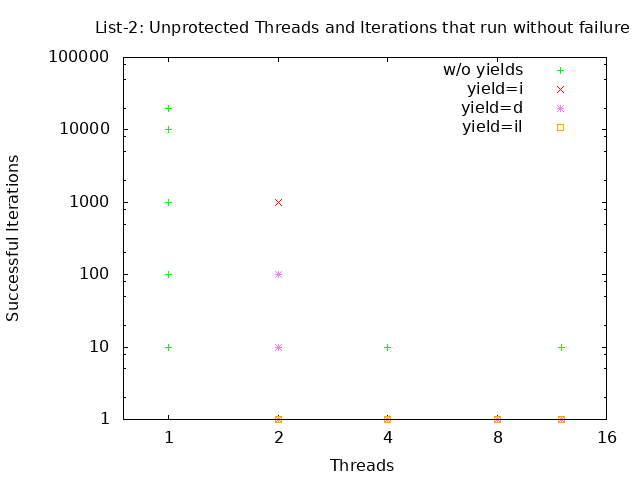 List-2: Unprotected Threads and Iterations that run without failure
100000
10000
1000
100
10
1
Successful Iterations
w/o yields
yield=i
yield=d
yield=il
1 2 4 8 16
Threads